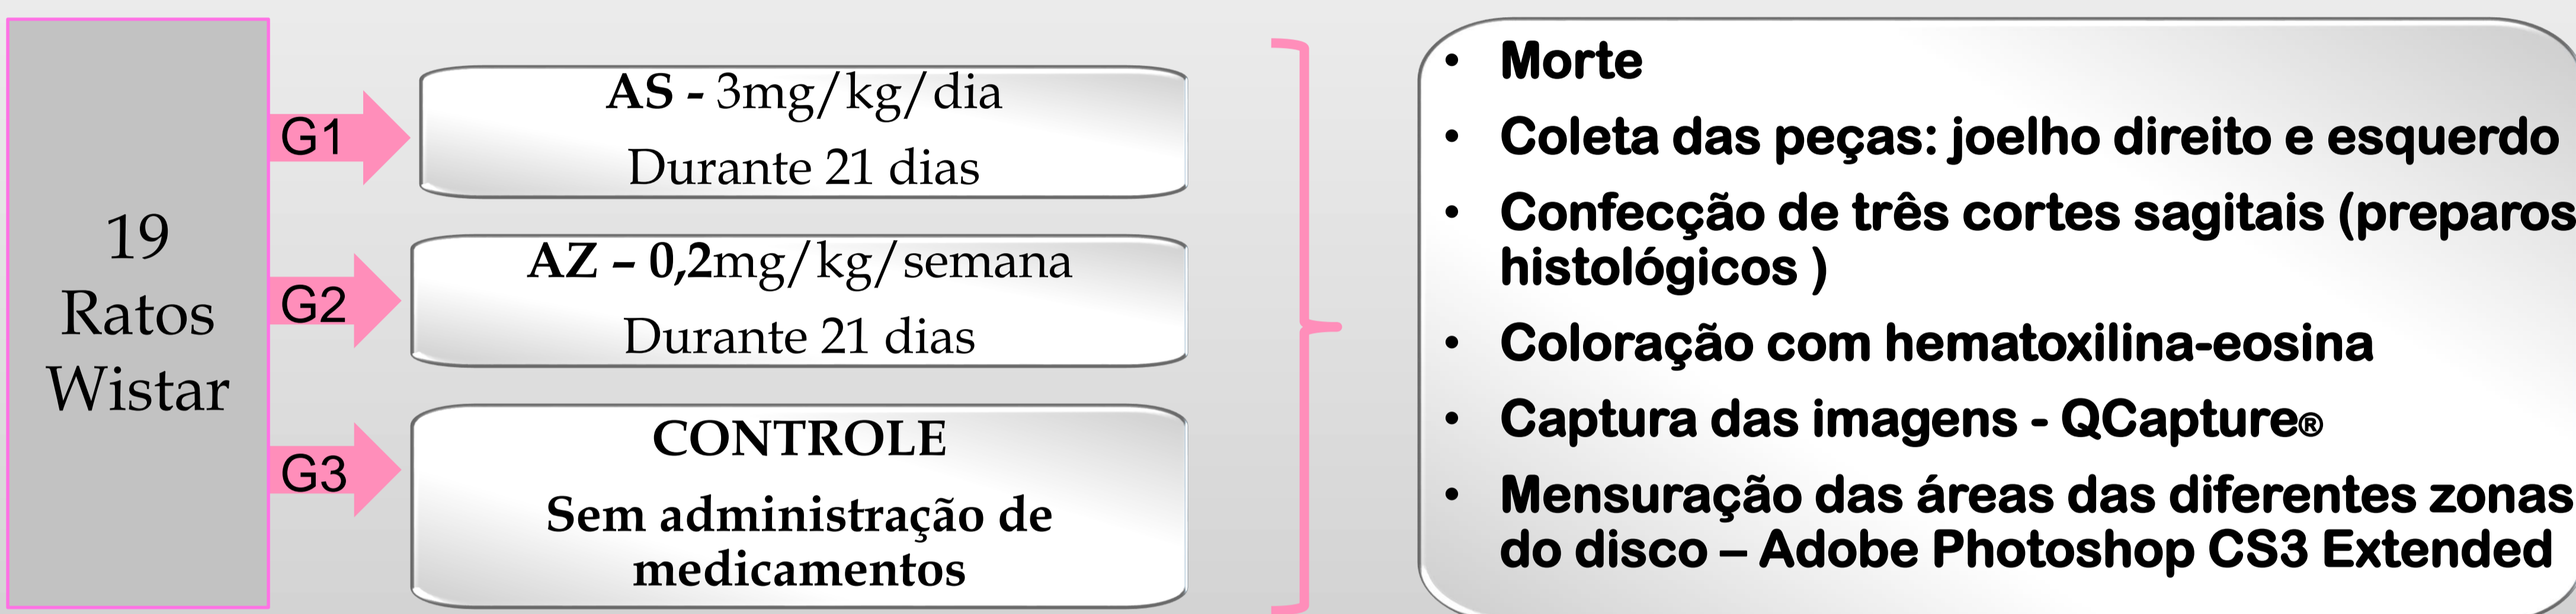 19
Ratos
Wistar
G1
AS - 3mg/kg/dia
Durante 21 dias
G2
AZ – 0,2mg/kg/semana
Durante 21 dias
G3
CONTROLE
Sem administração de
medicamentos
• Morte
• Coleta das peças: joelho direito e esquerdo
• Confecção de três cortes sagitais (preparos
histológicos )
• Coloração com hematoxilina-eosina
• Captura das imagens - QCapture®
• Mensuração das áreas das diferentes zonas
do disco – Adobe Photoshop CS3 Extended